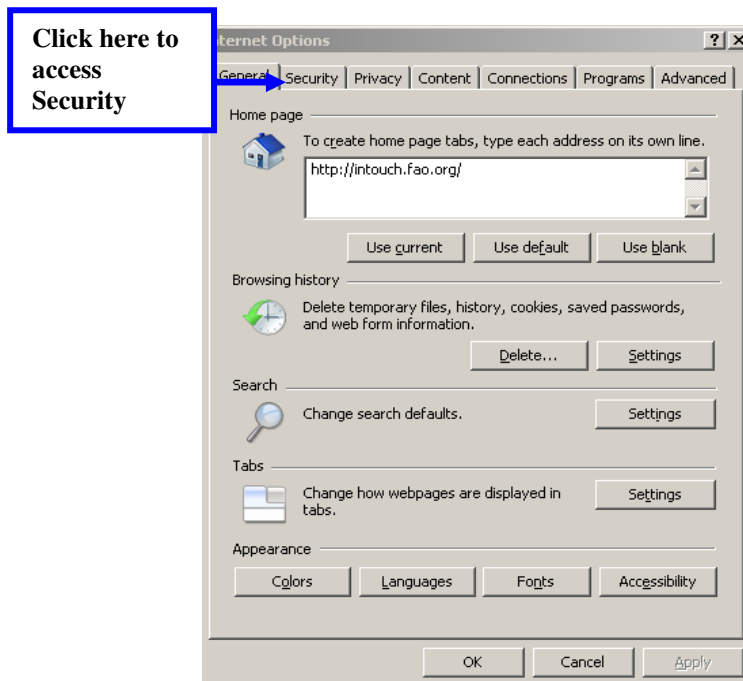 Click here to
access
Security
ternet Options
General Security Privacy Content Connections Programs Advanced
Home page
To create home page tabs, type each address on its own line.
http://intouch.fao.org/
Use current Use default Use blank
Browsing history
Delete temporary files, history, cookies, saved passwords,
and web form information.
Delete... Settings
Search
Change search defaults. Settings
Tabs
Change how webpages are displayed in
tabs.
Settings
Appearance
Colors Languages Fonts Accessibility
OK Cancel Apply